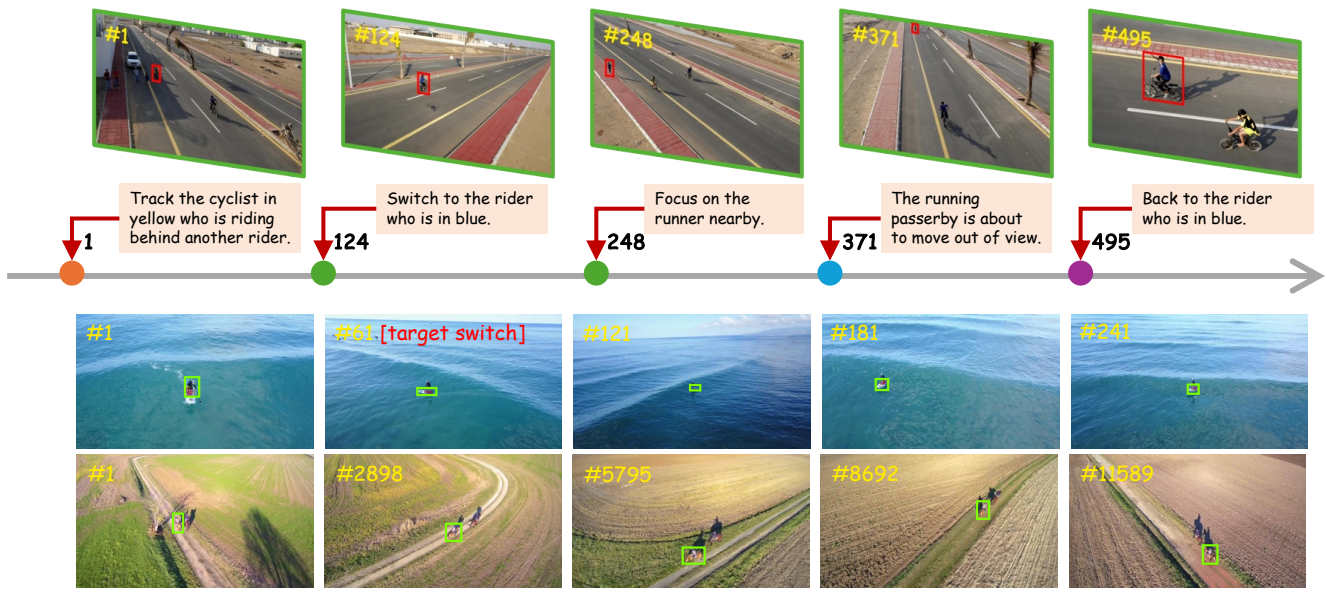 #1
#124
#248
#371
#495
Track the cyclist in
yellow who is riding
behind another rider.
Switch to the rider
who is in blue.
Focus on the
runner nearby.
The running
passerby is about
to move out of view.
Back to the rider
who is in blue.
1
124
248
371
495
#1
#61 [target switch]
#121
#181
#241
#1
#2898
#5795
#8692
#11589